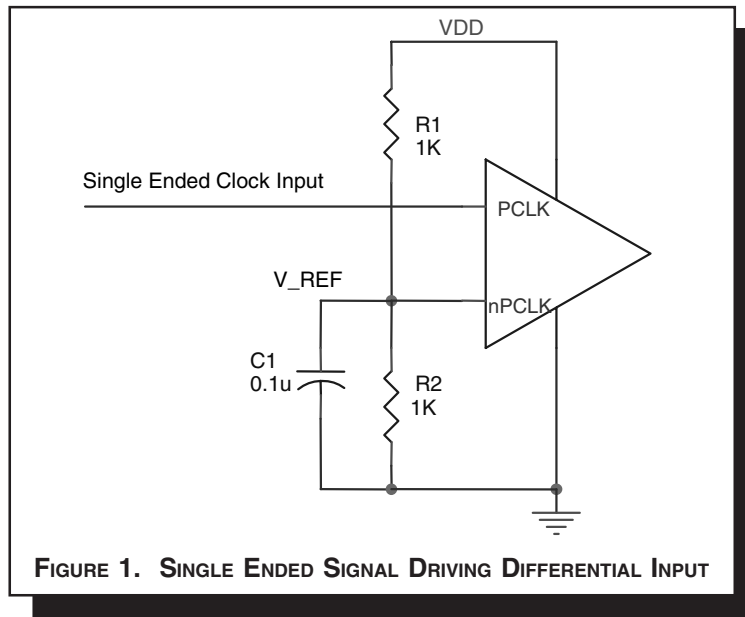 VDD
R1
1K
Single Ended Clock Input
PCLK
V_REF
nPCLK
C1
0.1u
R2
1K
FIGURE 1. SINGLE ENDED SIGNAL DRIVING DIFFERENTIAL INPUT